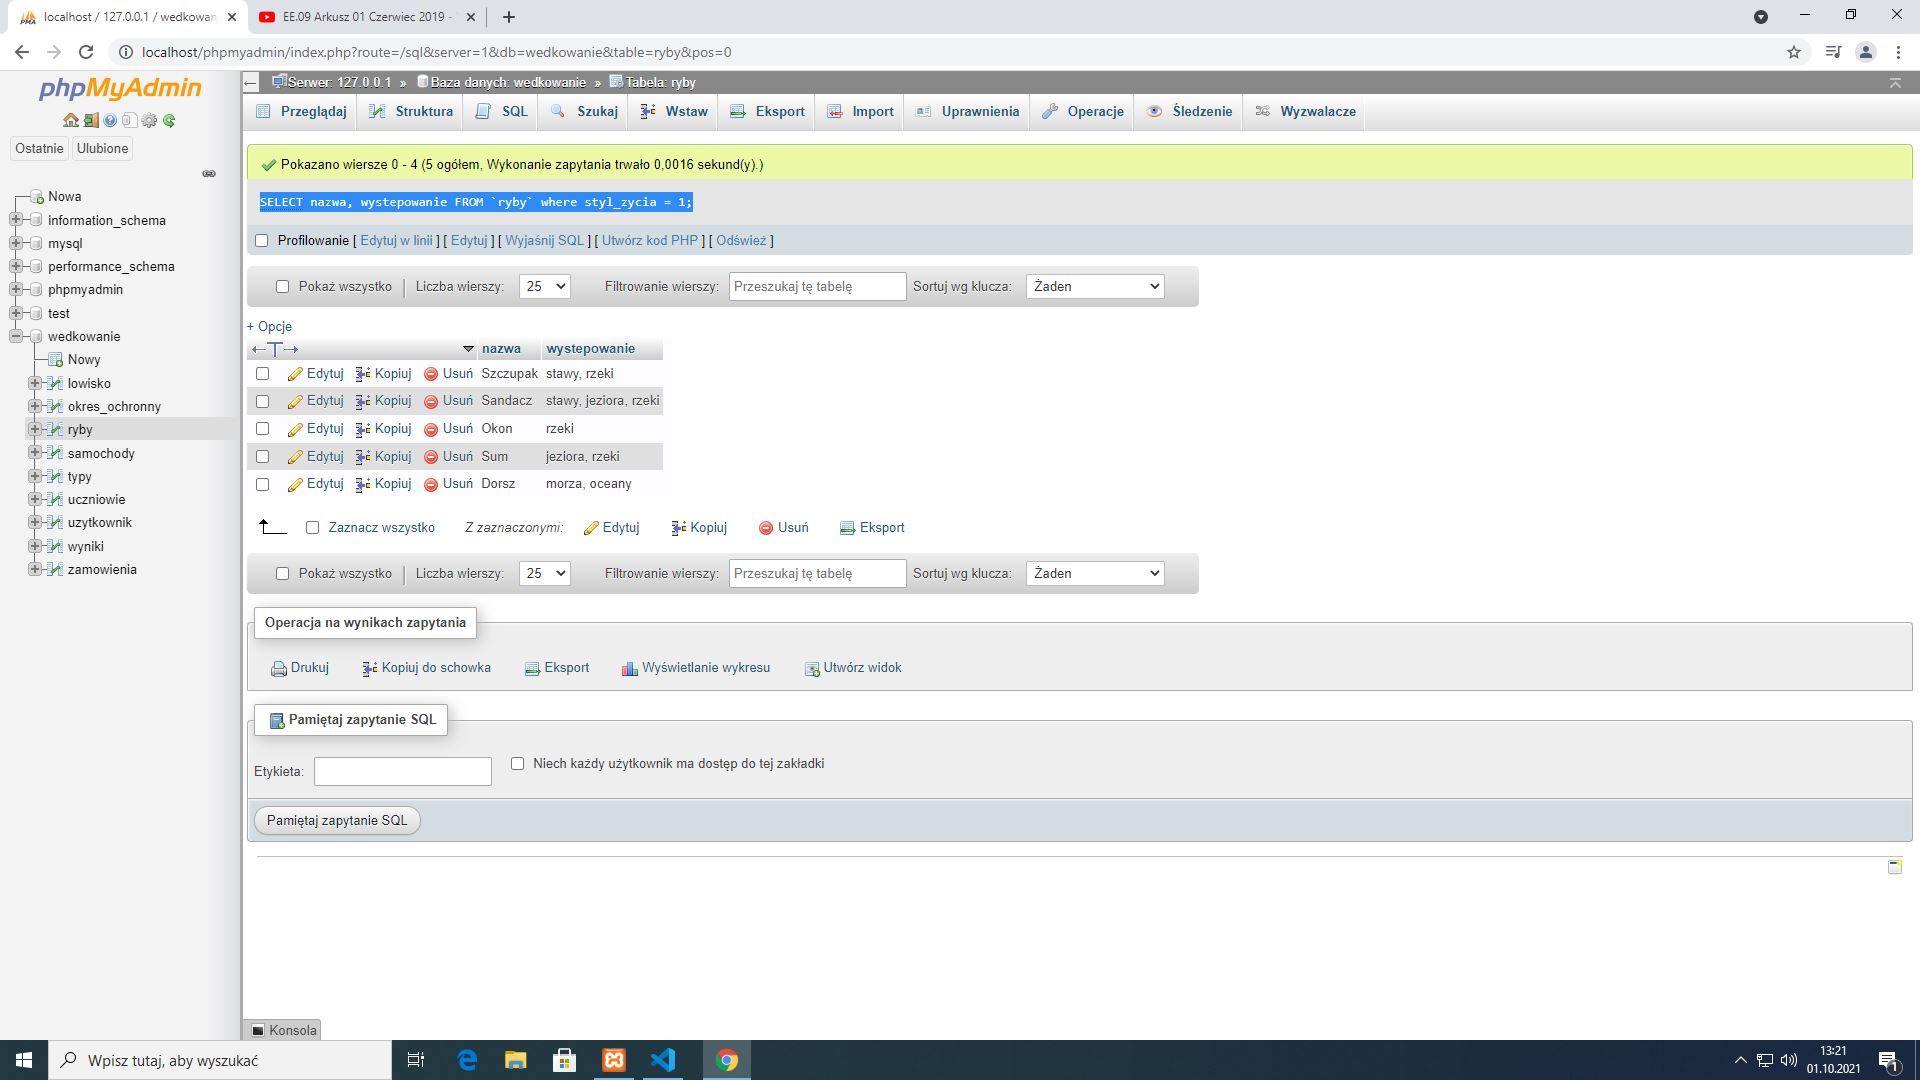 localhost / 127.0.0.1 / wedkowan
EE.09 Arkusz 01 Czerwiec 2019 -
localhost/phpmyadmin/index.php?route=/sql&server=1&db=wedkowanie&table=ryby&pos=0
phpMyAdmin
Ostatnie Ulubione
Nowa
information_schema
mysql
performance_schema
phpmyadmin
test
wedkowanie
Nowy
lowisko
okres_ochronny
ryby
samochody
typy
uczniowie
uzytkownik
wyniki
zamowienia
Serwer: 127.0.0.1 » Baza danych: wedkowanie » Tabela: ryby
Przeglądaj Struktura SQL Szukaj Wstaw Eksport Import Uprawnienia Operacje Śledzenie Wyzwalacze
Pokazano wiersze 0 - 4 (5 ogółem, Wykonanie zapytania trwało 0,0016 sekund(y).)
SELECT nazwa, wystepowanie FROM `ryby` where styl_zycia = 1;
Profilowanie [ Edytuj w linii ] [ Edytuj ] [ Wyjaśnij SQL ] [ Utwórz kod PHP ] [ Odśwież ]
Pokaż wszystko | Liczba wierszy: 25 Filtrowanie wierszy: Przeszukaj tę tabelę Sortuj wg klucza: Żaden
+ Opcje
←T→ nazwa wystepowanie
Edytuj Kopiuj Usuń Szczupak stawy, rzeki
Edytuj Kopiuj Usuń Sandacz stawy, jeziora, rzeki
Edytuj Kopiuj Usuń Okon rzeki
Edytuj Kopiuj Usuń Sum jeziora, rzeki
Edytuj Kopiuj Usuń Dorsz morza, oceany
Zaznacz wszystko Z zaznaczonymi: Edytuj Kopiuj Usuń Eksport
Pokaż wszystko | Liczba wierszy: 25 Filtrowanie wierszy: Przeszukaj tę tabelę Sortuj wg klucza: Żaden
Operacja na wynikach zapytania
Drukuj Kopiuj do schowka Eksport Wyświetlanie wykresu Utwórz widok
Pamiętaj zapytanie SQL
Etykieta: Niech każdy użytkownik ma dostęp do tej zakładki
Pamiętaj zapytanie SQL
Konsola
Wpisz tutaj, aby wyszukać
13:21
01.10.2021
1